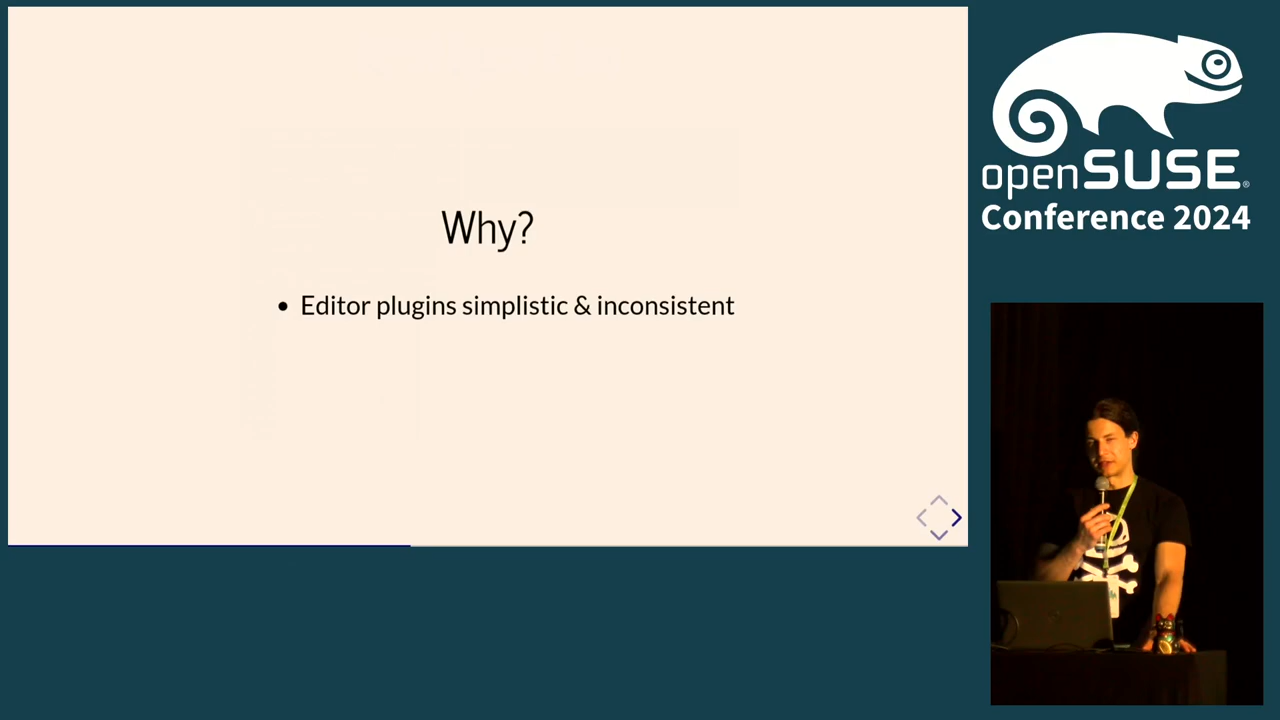 Why?
• Editor plugins simplistic & inconsistent
openSUSE®
Conference 2024